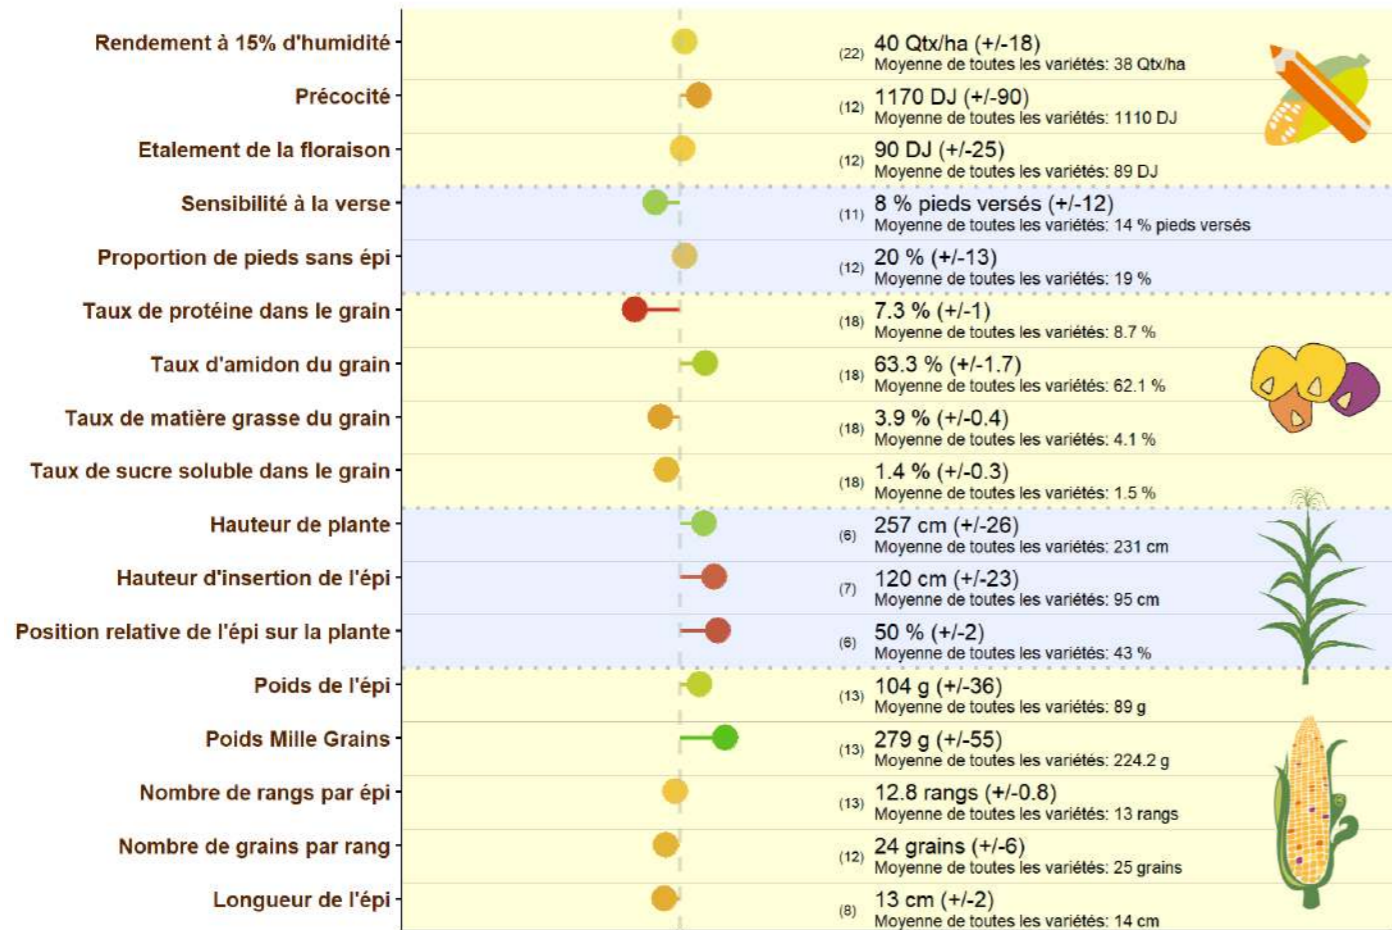 Rendement à 15% d'humidité
(22) 40 Qtx/ha (+/-18)
Moyenne de toutes les variétés: 38 Qtx/ha
Précocité
(12) 1170 DJ (+/-90)
Moyenne de toutes les variétés: 1110 DJ
Etalement de la floraison
(12) 90 DJ (+/-25)
Moyenne de toutes les variétés: 89 DJ
Sensibilité à la verse
(11) 8 % pieds versés (+/-12)
Moyenne de toutes les variétés: 14 % pieds versés
Proportion de pieds sans épi
(12) 20 % (+/-13)
Moyenne de toutes les variétés: 19 %
Taux de protéine dans le grain
(18) 7.3 % (+/-1)
Moyenne de toutes les variétés: 8.7 %
Taux d'amidon du grain
(18) 63.3 % (+/-1.7)
Moyenne de toutes les variétés: 62.1 %
Taux de matière grasse du grain
(18) 3.9 % (+/-0.4)
Moyenne de toutes les variétés: 4.1 %
Taux de sucre soluble dans le grain
(18) 1.4 % (+/-0.3)
Moyenne de toutes les variétés: 1.5 %
Hauteur de plante
(6) 257 cm (+/-26)
Moyenne de toutes les variétés: 231 cm
Hauteur d'insertion de l'épi
(7) 120 cm (+/-23)
Moyenne de toutes les variétés: 95 cm
Position relative de l'épi sur la plante
(6) 50 % (+/-2)
Moyenne de toutes les variétés: 43 %
Poids de l'épi
(13) 104 g (+/-36)
Moyenne de toutes les variétés: 89 g
Poids Mille Grains
(13) 279 g (+/-55)
Moyenne de toutes les variétés: 224.2 g
Nombre de rangs par épi
(13) 12.8 rangs (+/-0.8)
Moyenne de toutes les variétés: 13 rangs
Nombre de grains par rang
(12) 24 grains (+/-6)
Moyenne de toutes les variétés: 25 grains
Longueur de l'épi
(8) 13 cm (+/-2)
Moyenne de toutes les variétés: 14 cm